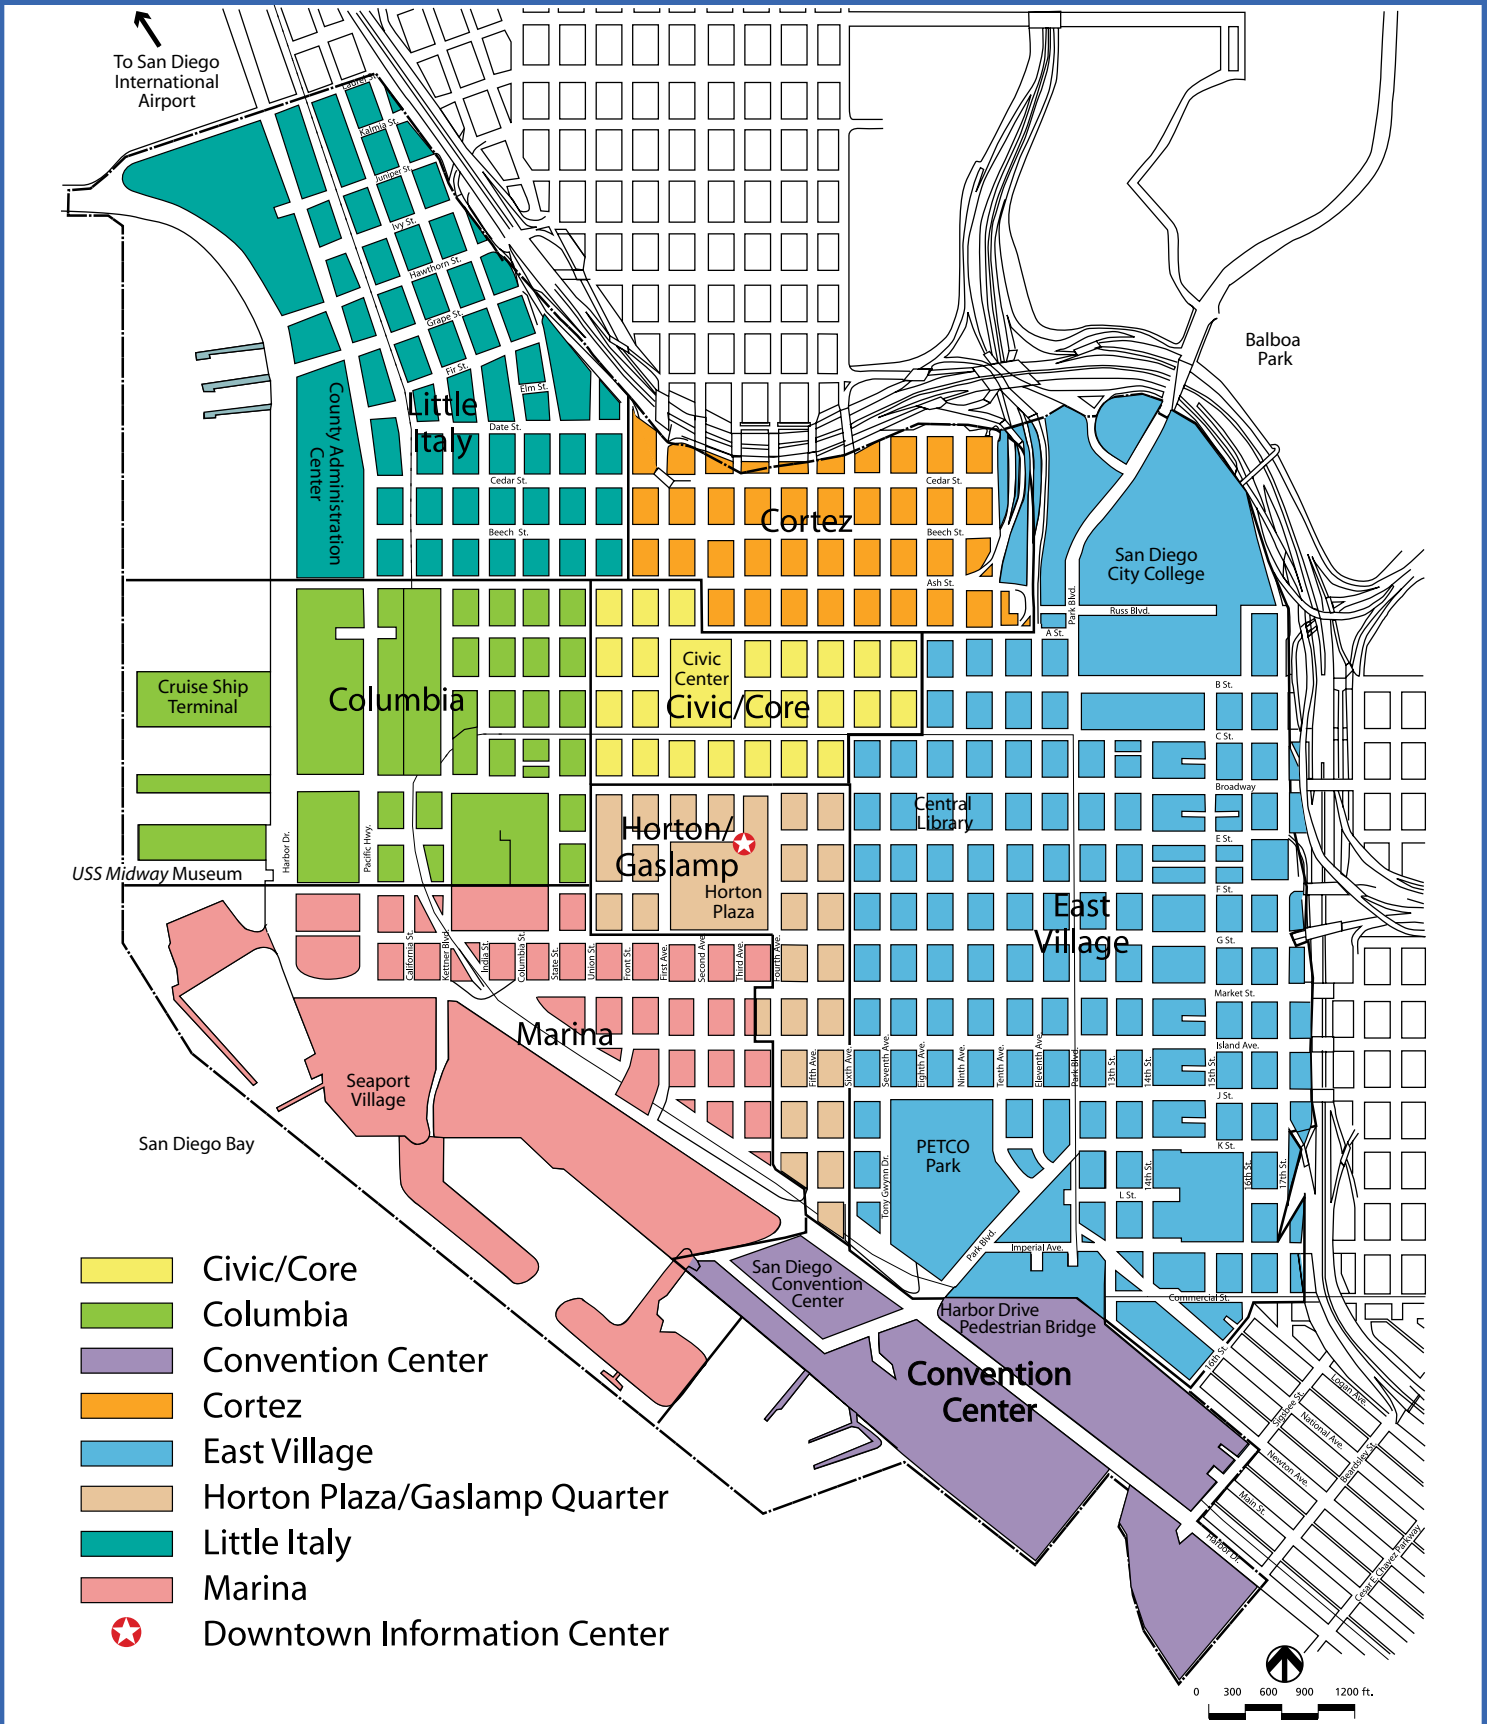 To San Diego
International
Airport
Laurel St.
Kalmia St.
Juniper St.
Ivy St.
Hawthorn St.
Grape St.
Fir St.
Elm St.
Balboa
Park
County Administration
Center
Little
Italy
Date St.
Cedar St.
Cedar St.
Cortez
Beech St.
Beech St.
San Diego
City College
Ash St.
Park Blvd.
Russ Blvd.
A St.
Civic
Center
Cruise Ship
Terminal
Columbia
Civic/Core
B St.
C St.
Broadway
Central
Library
Horton/
Gaslamp
Harbor Dr.
Pacific Hwy.
E St.
USS Midway Museum
Horton
Plaza
F St.
East
Village
G St.
California St.
Kettner Blvd.
India St.
Columbia St.
State St.
Union St.
Front St.
First Ave.
Second Ave.
Third Ave.
Fourth Ave.
Market St.
Marina
Island Ave.
Fifth Ave.
Sixth Ave.
Seventh Ave.
Eighth Ave.
Ninth Ave.
Tenth Ave.
Eleventh Ave.
Park Blvd.
13th St.
14th St.
15th St.
Seaport
Village
J St.
San Diego Bay
PETCO
Park
K St.
Tony Gwynn Dr.
14th St.
16th St.
17th St.
L St.
Park Blvd.
Imperial Ave.
San Diego
Convention
Center
Commercial St.
Harbor Drive
Pedestrian Bridge
Convention
Center
16th St.
Sigsbee St.
Logan Ave.
National Ave.
Beardsley St.
Newton Ave.
Main St.
Harbor Dr.
Cesar E. Chavez Parkway
Civic/Core
Columbia
Convention Center
Cortez
East Village
Horton Plaza/Gaslamp Quarter
Little Italy
Marina
Downtown Information Center
0 300 600 900 1200 ft.